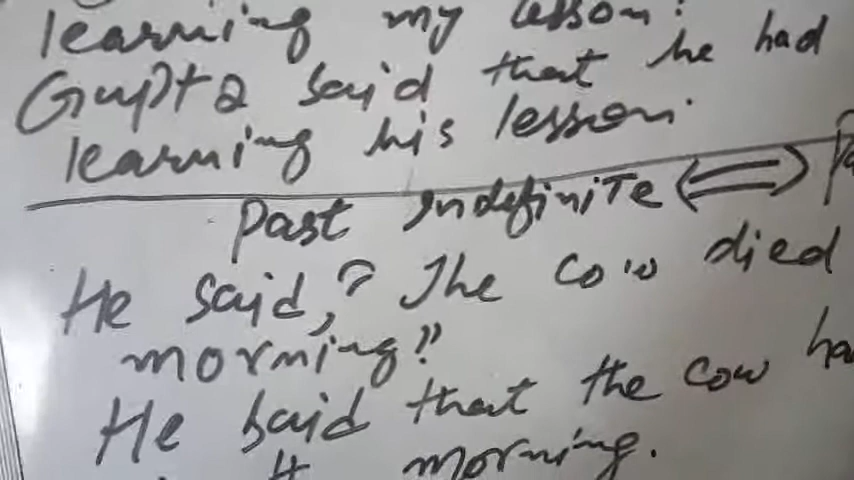 learning my lesson."
Gupta said that he had
learning his lesson.
Past Indefinite ⟺
He said, "The cow died
morning"
He said that the cow
morning.